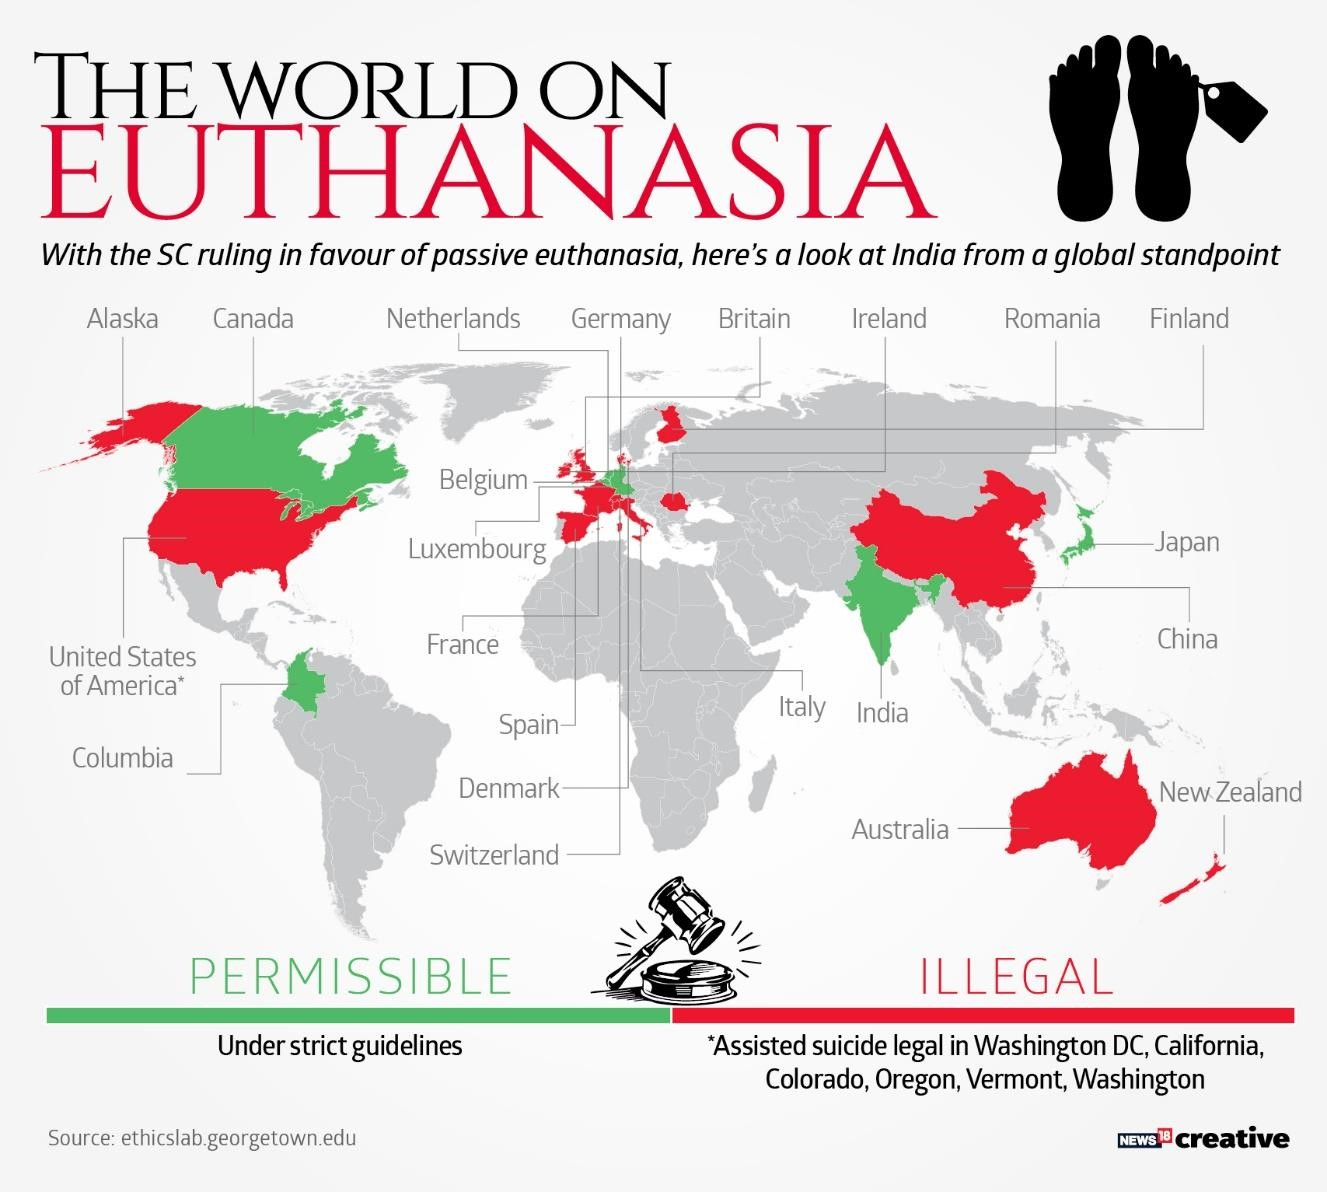 THE WORLD ON
EUTHANASIA
With the SC ruling in favour of passive euthanasia, here's a look at India from a global standpoint
Alaska
Canada
Netherlands
Germany
Britain
Ireland
Romania
Finland
Belgium
Luxembourg
Japan
China
France
United States
of America*
Italy
India
Spain
Columbia
Denmark
New Zealand
Australia
Switzerland
PERMISSIBLE
ILLEGAL
Under strict guidelines
*Assisted suicide legal in Washington DC, California,
Colorado, Oregon, Vermont, Washington
Source: ethicslab.georgetown.edu
NEWS18 creative